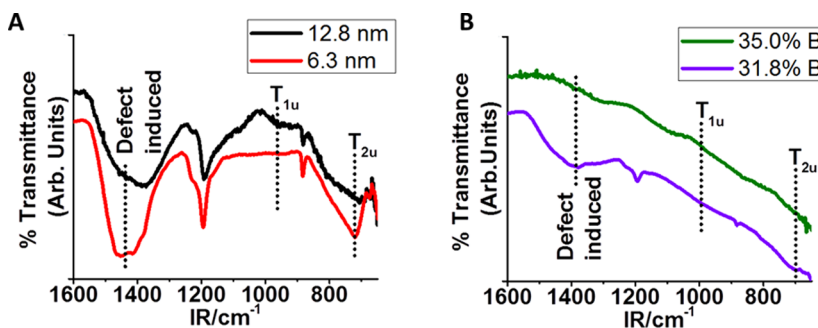 A
12.8 nm
6.3 nm
% Transmittance
(Arb. Units)
Defect
induced
T1u
T2u
1600 1400 1200 1000 800
IR/cm-1
B
35.0% B
31.8% B
% Transmittance
(Arb.Units)
Defect
induced
T1u
T2u
1600 1400 1200 1000 800
IR/cm-1